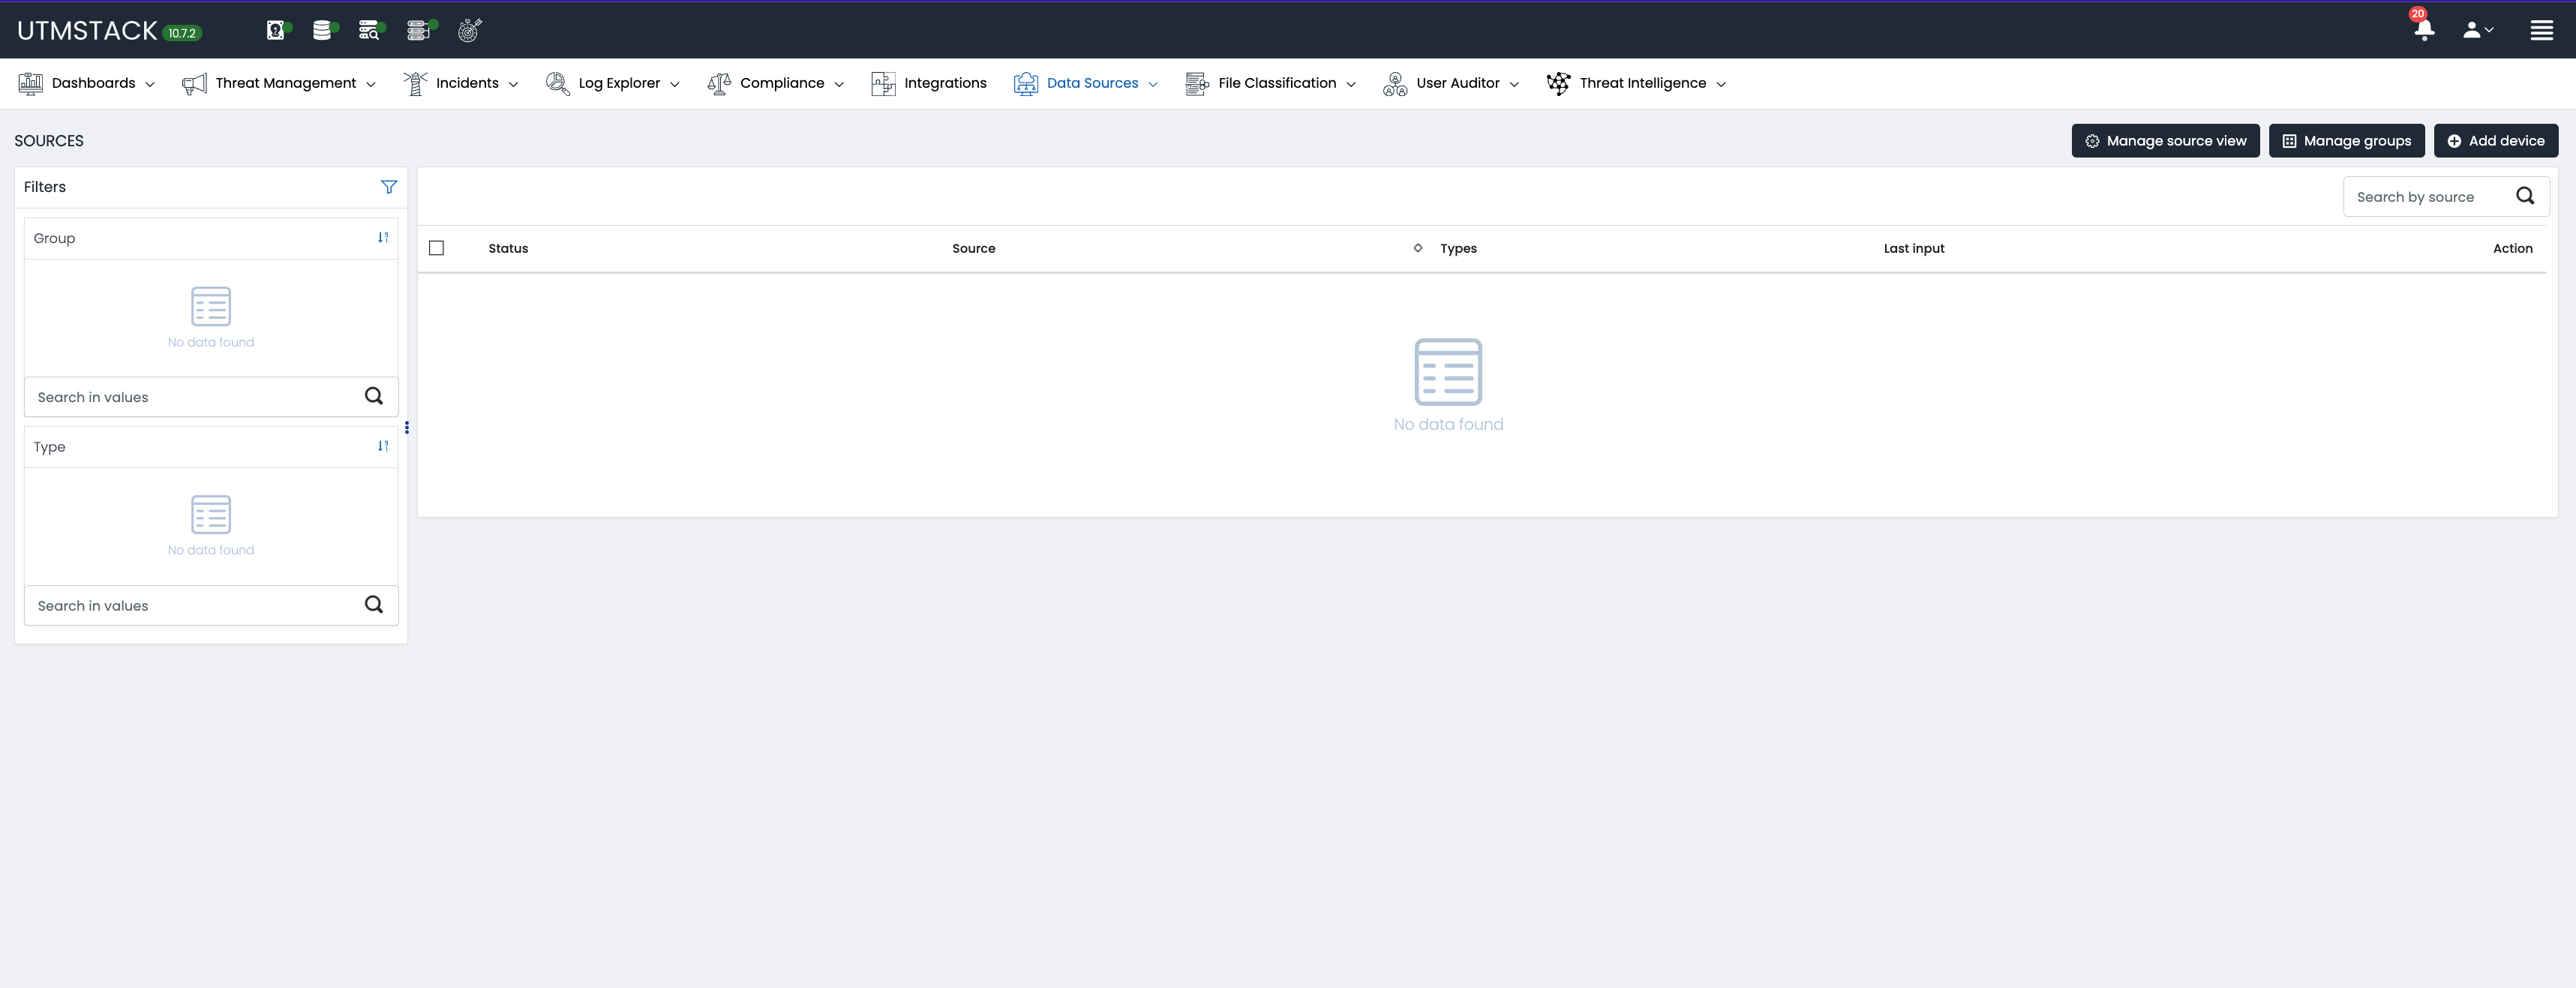 UTMSTACK 10.7.2
20
Dashboards Threat Management Incidents Log Explorer Compliance Integrations Data Sources File Classification User Auditor Threat Intelligence
SOURCES
Manage source view Manage groups Add device
Filters
Group
No data found
Search in values
Type
No data found
Search in values
Search by source
Status Source Types Last input Action
No data found